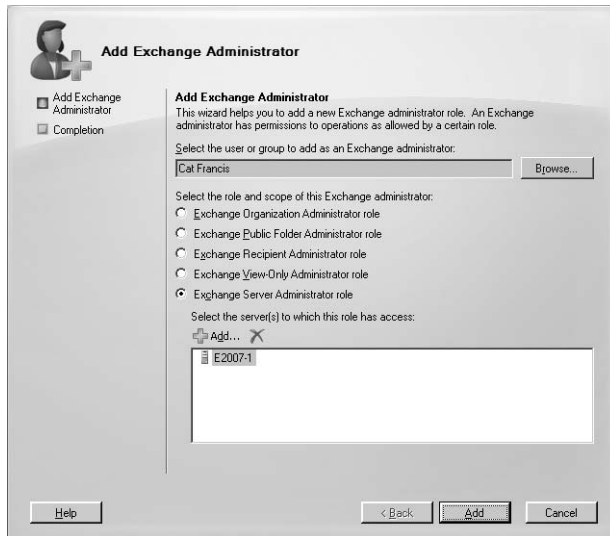 Add Exchange Administrator
Add Exchange
Administrator
Completion
Add Exchange Administrator
This wizard helps you to add a new Exchange administrator role. An Exchange
administrator has permissions to operations as allowed by a certain role.
Select the user or group to add as an Exchange administrator:
Cat Francis
Browse...
Select the role and scope of this Exchange administrator:
Exchange Organization Administrator role
Exchange Public Folder Administrator role
Exchange Recipient Administrator role
Exchange View-Only Administrator role
Exchange Server Administrator role
Select the server(s) to which this role has access:
Add...
E2007-1
Help
< Back
Add
Cancel